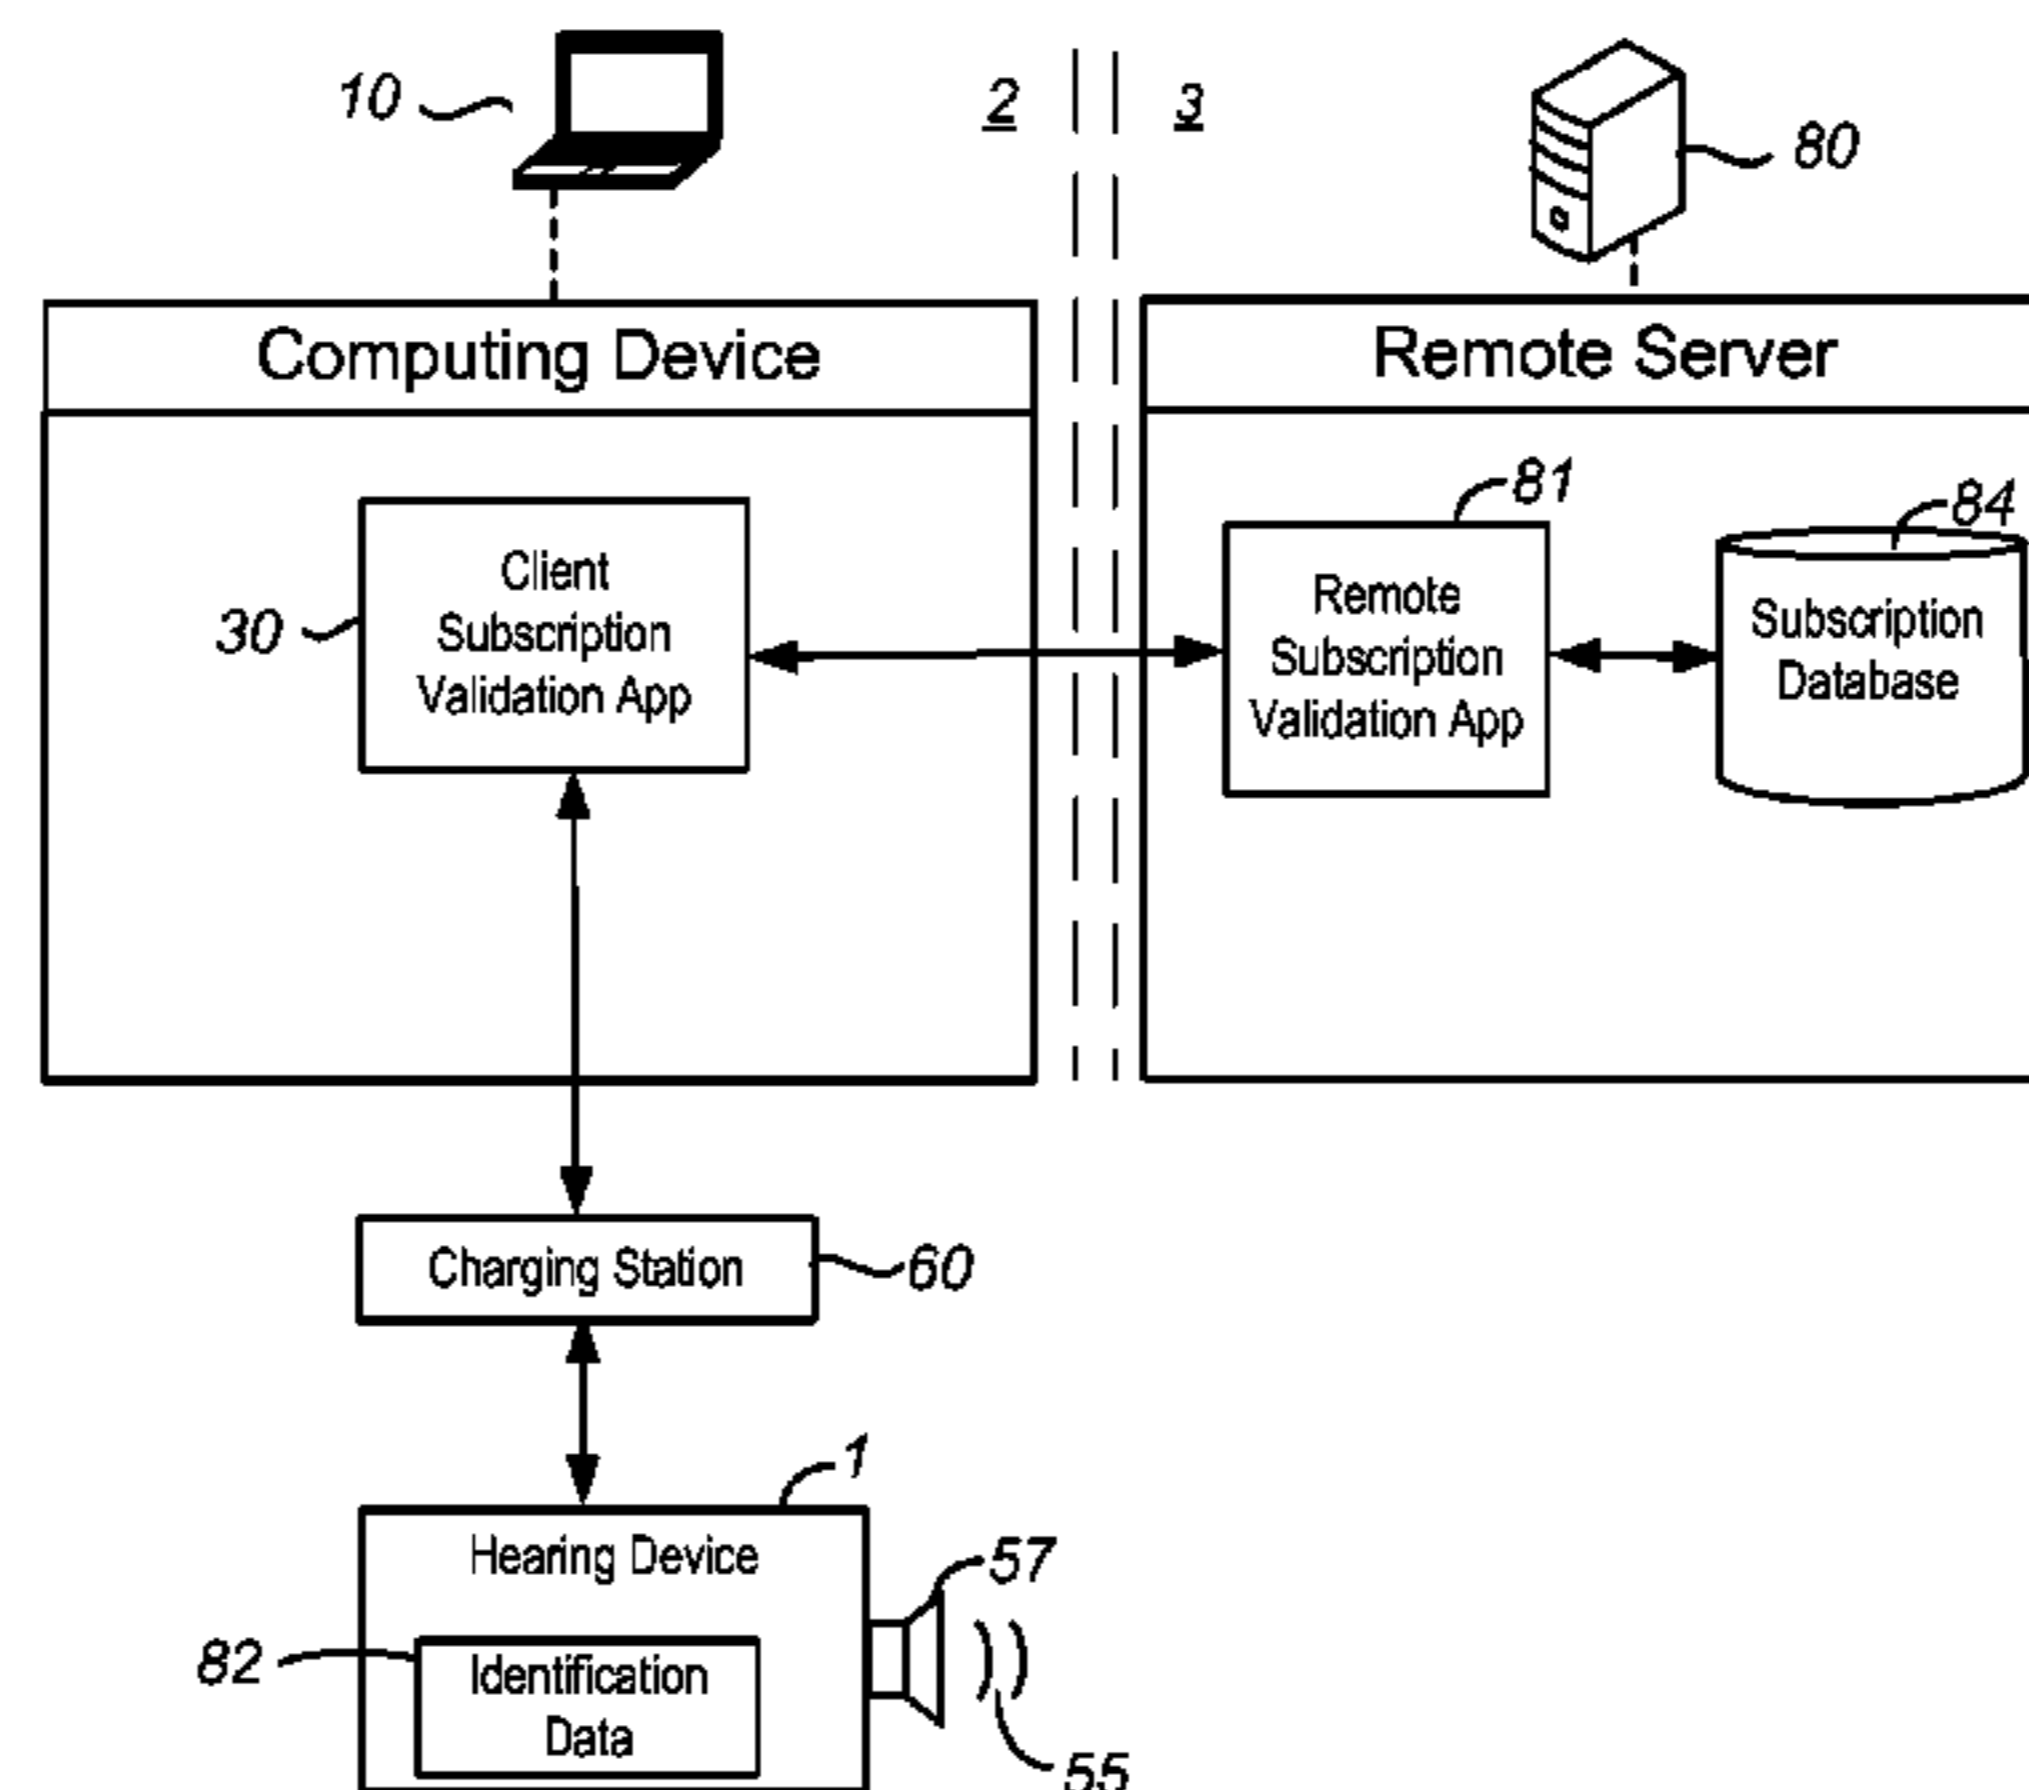 10
2
3
80
Computing Device
Remote Server
81
84
30
Client
Subscription
Validation App
Remote
Subscription
Validation App
Subscription
Database
Charging Station
60
1
Hearing Device
57
82
Identification
Data
55